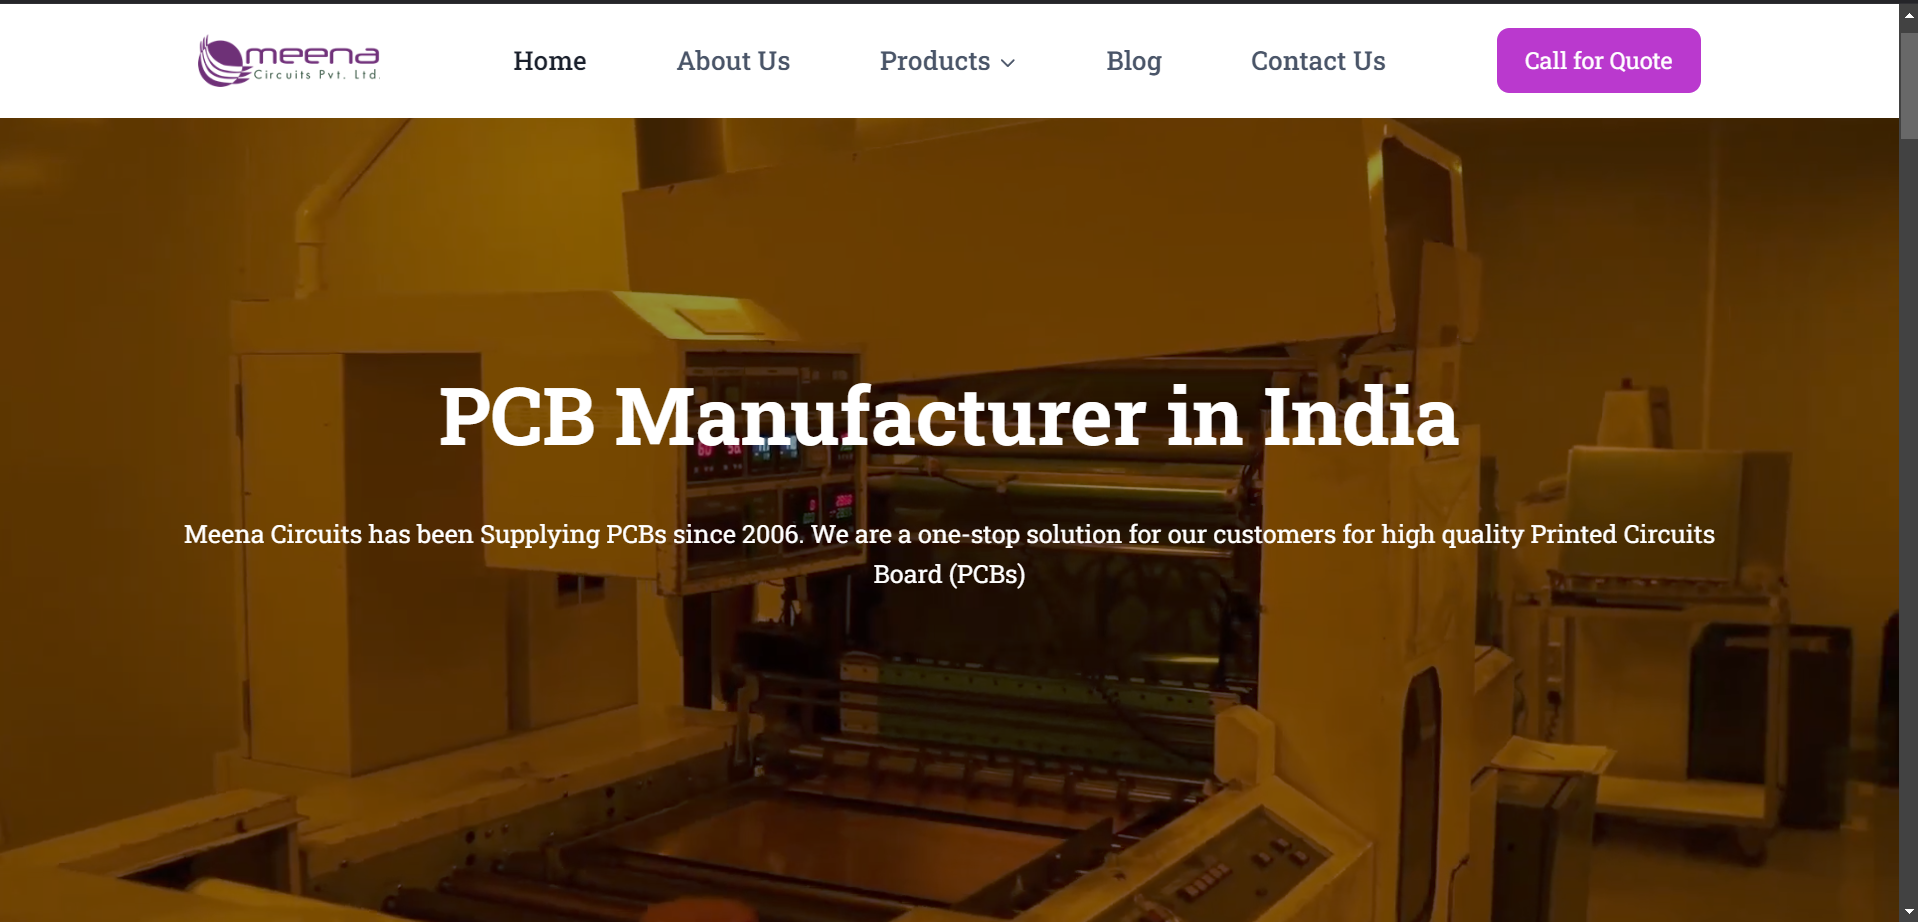 meena
Circuits Pvt. Ltd.
Home
About Us
Products
Blog
Contact Us
Call for Quote
PCB Manufacturer in India
Meena Circuits has been Supplying PCBs since 2006. We are a one-stop solution for our customers for high quality Printed Circuits
Board (PCBs)